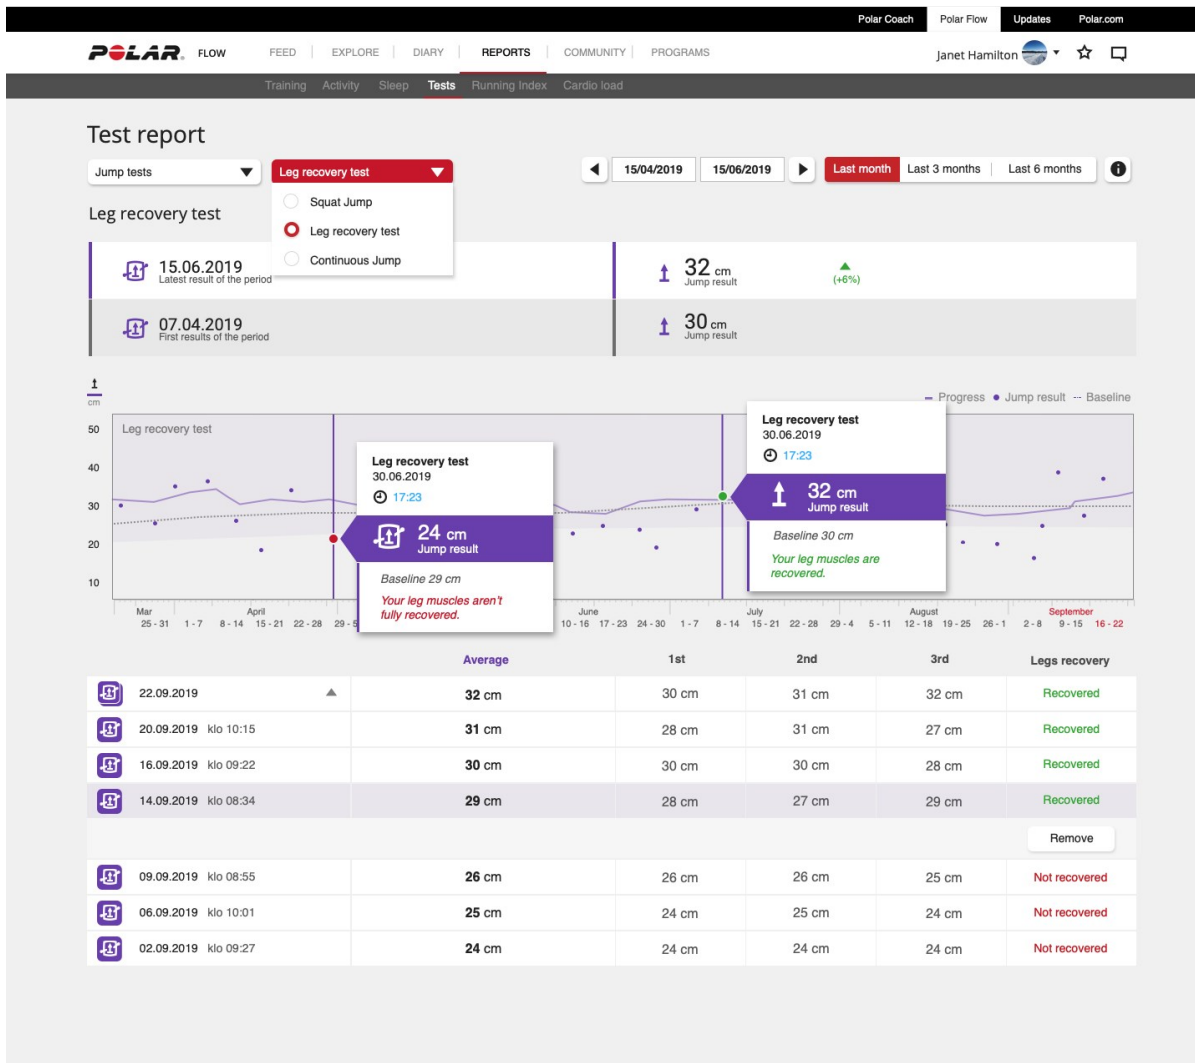 Polar Coach Polar Flow Updates Polar.com
POLAR. FLOW FEED EXPLORE DIARY REPORTS COMMUNITY PROGRAMS Janet Hamilton
Training Activity Sleep Tests Running Index Cardio load
Test report
Jump tests Leg recovery test 15/04/2019 15/06/2019 Last month Last 3 months Last 6 months
Squat Jump
Leg recovery test
Leg recovery test
Continuous Jump
15.06.2019 32 cm
Latest result of the period Jump result (+6%)
07.04.2019 30 cm
First results of the period Jump result
cm
Progress Jump result Baseline
50 Leg recovery test
40
30
20
10
Leg recovery test
30.06.2019
17:23
24 cm
Jump result
Baseline 29 cm
Your leg muscles aren't
fully recovered.
Leg recovery test
30.06.2019
17:23
32 cm
Jump result
Baseline 30 cm
Your leg muscles are
recovered.
Mar April June July August September
25 - 31 1 - 7 8 - 14 15 - 21 22 - 28 29 - 5 10 - 16 17 - 23 24 - 30 1 - 7 8 - 14 15 - 21 22 - 28 29 - 4 5 - 11 12 - 18 19 - 25 26 - 1 2 - 8 9 - 15 16 - 22
Average 1st 2nd 3rd Legs recovery
22.09.2019 32 cm 30 cm 31 cm 32 cm Recovered
20.09.2019 klo 10:15 31 cm 28 cm 31 cm 27 cm Recovered
16.09.2019 klo 09:22 30 cm 30 cm 30 cm 28 cm Recovered
14.09.2019 klo 08:34 29 cm 28 cm 27 cm 29 cm Recovered
Remove
09.09.2019 klo 08:55 26 cm 26 cm 26 cm 25 cm Not recovered
06.09.2019 klo 10:01 25 cm 24 cm 25 cm 24 cm Not recovered
02.09.2019 klo 09:27 24 cm 24 cm 24 cm 24 cm Not recovered